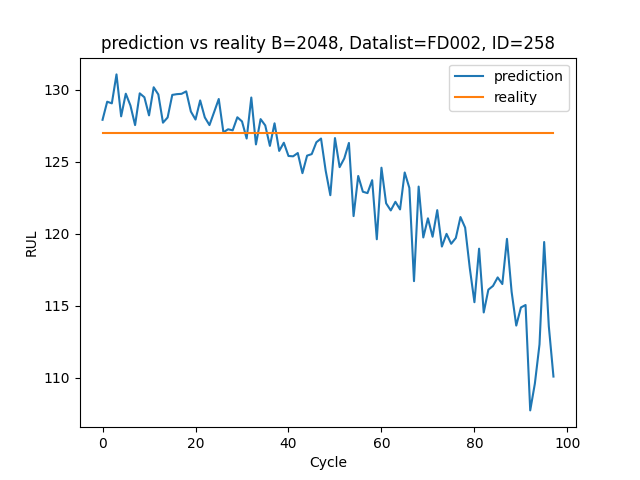 prediction vs reality B=2048, Datalist=FD002, ID=258
prediction
reality
130
125
120
115
110
RUL
0 20 40 60 80 100
Cycle